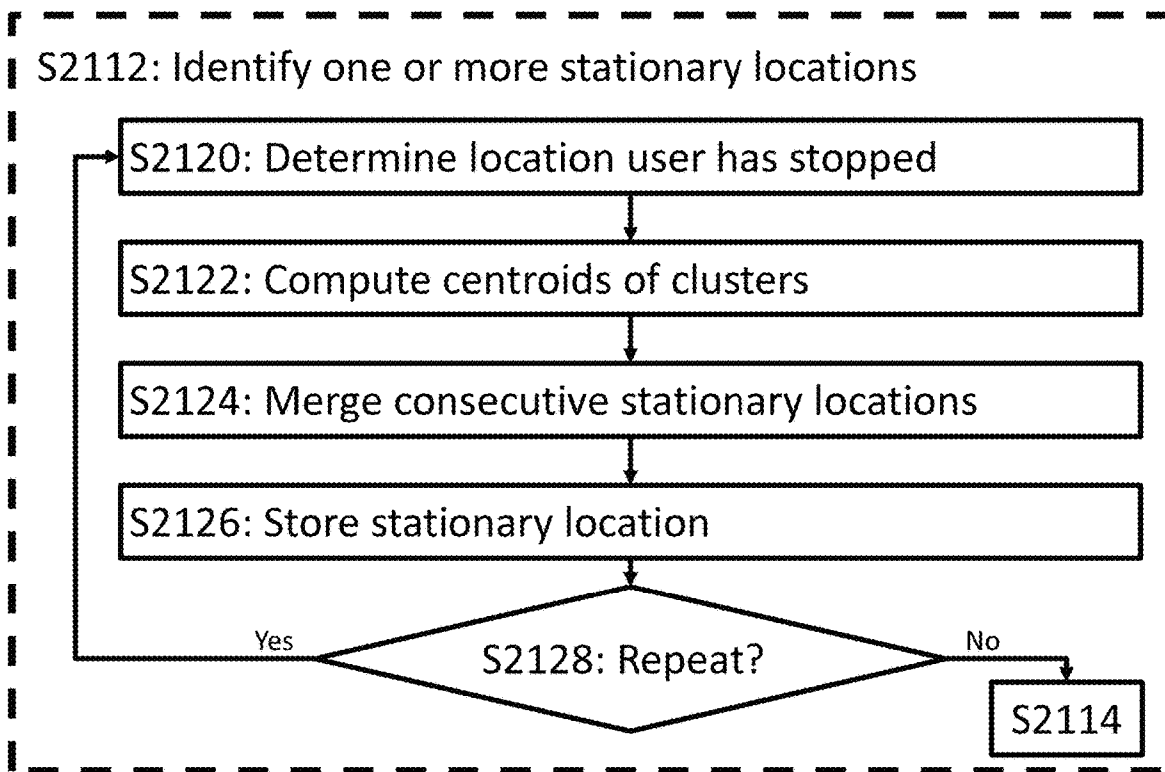 S2112: Identify one or more stationary locations
S2120: Determine location user has stopped
S2122: Compute centroids of clusters
S2124: Merge consecutive stationary locations
S2126: Store stationary location
S2128: Repeat?
Yes
No
S2114